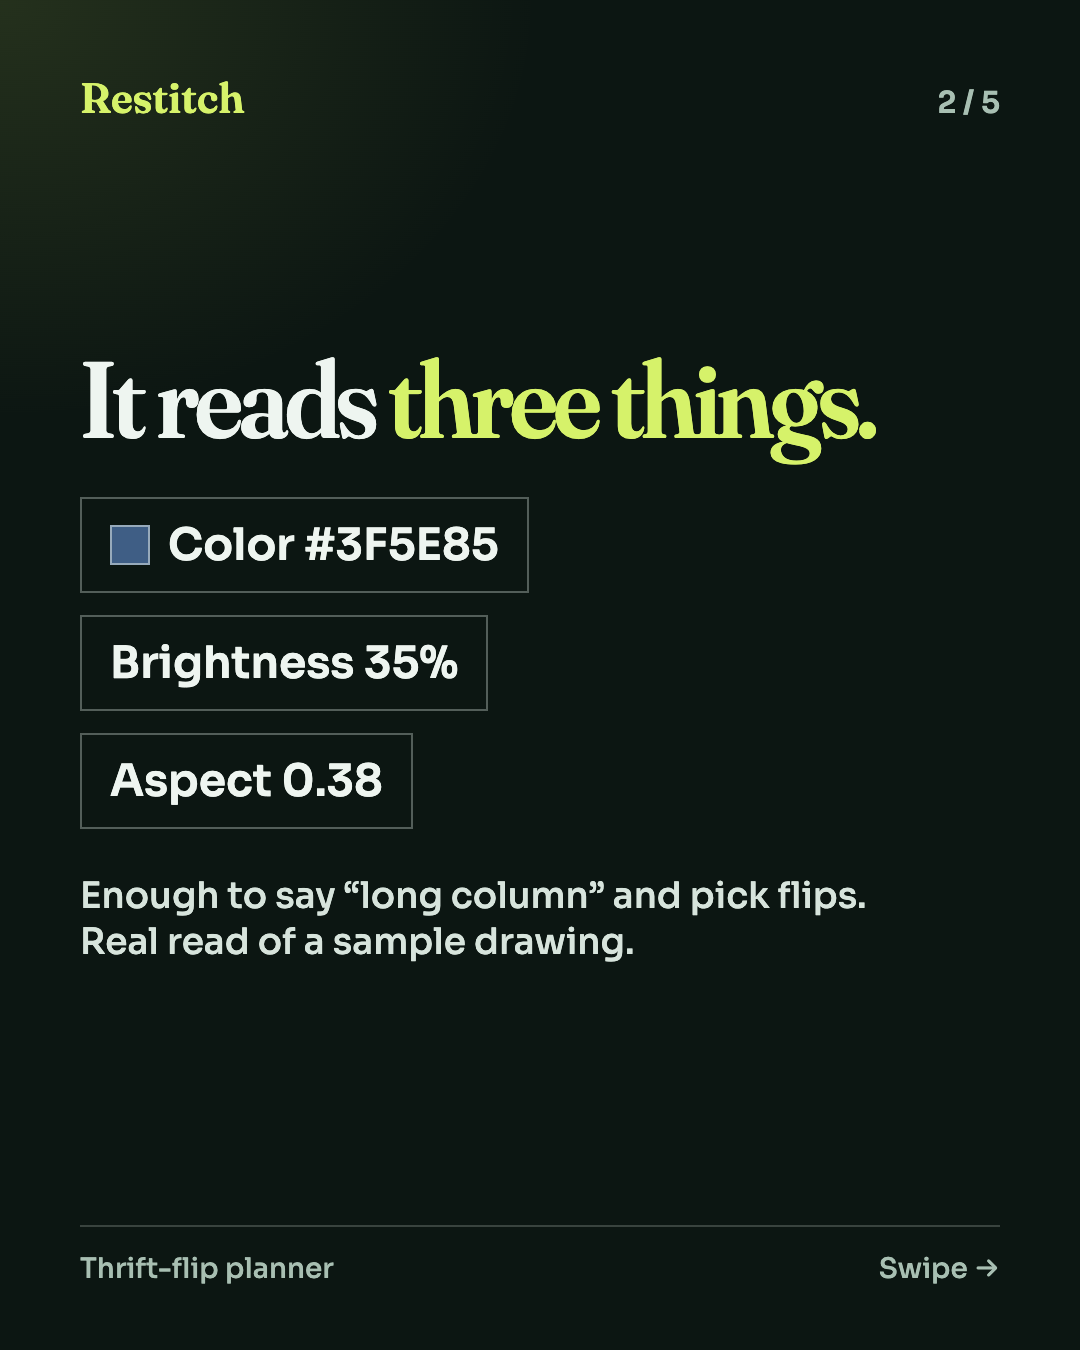 Restitch
2 / 5
It reads three things.
Color #3F5E85
Brightness 35%
Aspect 0.38
Enough to say “long column” and pick flips.
Real read of a sample drawing.
Thrift-flip planner
Swipe →